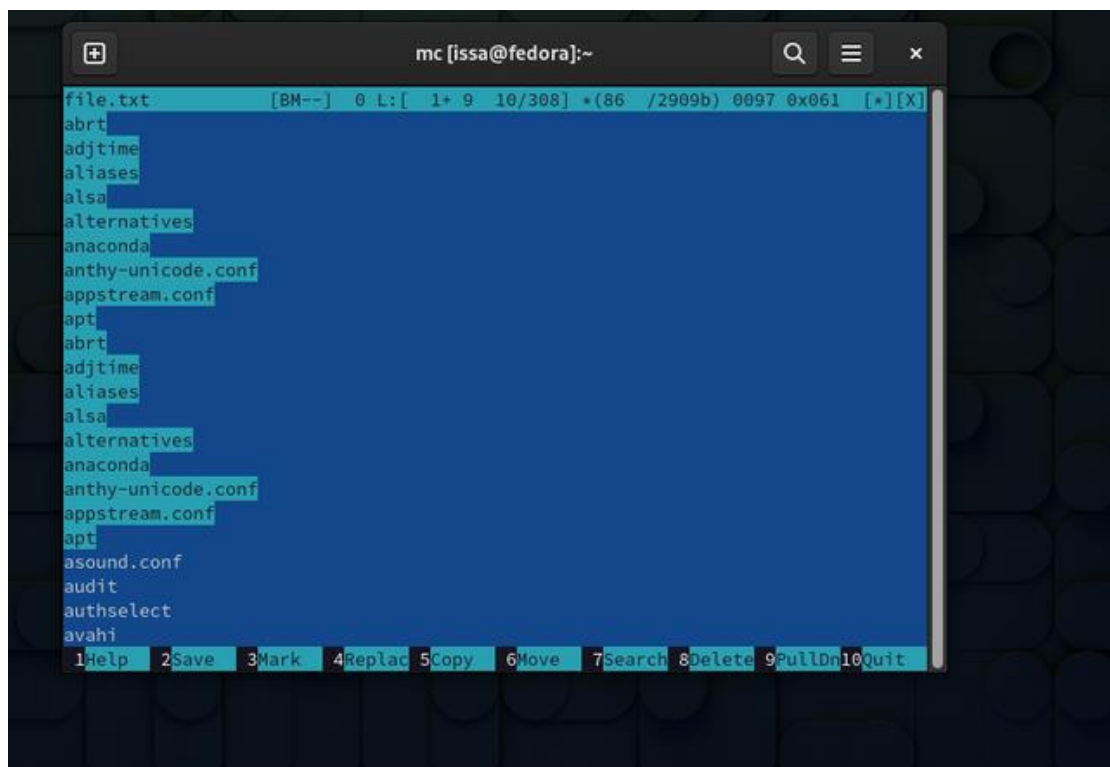 mc [issa@fedora]:~
file.txt [BM--] 0 L:[ 1+ 9 10/308] *(86 /2909b) 0097 0x061 [*][X]
abrt
adjtime
aliases
alsa
alternatives
anaconda
anthy-unicode.conf
appstream.conf
apt
abrt
adjtime
aliases
alsa
alternatives
anaconda
anthy-unicode.conf
appstream.conf
apt
asound.conf
audit
authselect
avahi
1Help 2Save 3Mark 4Replac 5Copy 6Move 7Search 8Delete 9PullDn 10Quit